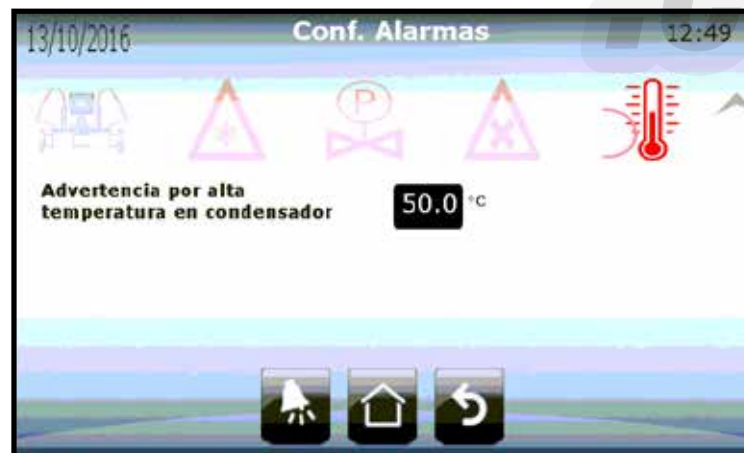 13/10/2016 Conf. Alarmas 12:49
P
Advertencia por alta
temperatura en condensador 50.0 °C